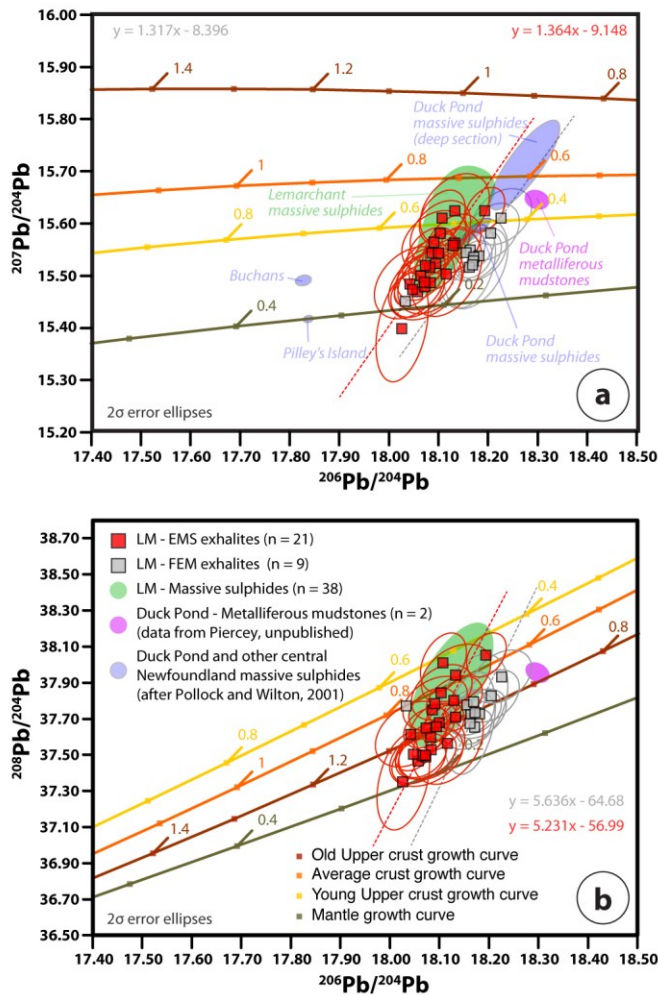 y = 1.317x - 8.396
y = 1.364x - 9.148
16.00
15.90
15.80
15.70
15.60
15.50
15.40
15.30
15.20
²⁰⁷Pb/²⁰⁴Pb
1.4
1.2
1
0.8
Duck Pond
massive sulphides
(deep section)
1
0.8
0.6
Lemarchant
massive sulphides
0.8
0.6
0.4
Duck Pond
metalliferous
mudstones
Buchans
0.4
0.2
Pilley's Island
Duck Pond
massive sulphides
2σ error ellipses
a
17.40
17.50
17.60
17.70
17.80
17.90
18.00
18.10
18.20
18.30
18.40
18.50
²⁰⁶Pb/²⁰⁴Pb
38.70
38.50
38.30
38.10
37.90
37.70
37.50
37.30
37.10
36.90
36.70
36.50
²⁰⁸Pb/²⁰⁴Pb
LM - EMS exhalites (n = 21)
LM - FEM exhalites (n = 9)
LM - Massive sulphides (n = 38)
Duck Pond - Metalliferous mudstones (n = 2)
(data from Piercey, unpublished)
Duck Pond and other central
Newfoundland massive sulphides
(after Pollock and Wilton, 2001)
0.4
0.6
0.6
0.8
0.8
0.8
1
1.2
0.2
1.4
0.4
y = 5.636x - 64.68
y = 5.231x - 56.99
Old Upper crust growth curve
Average crust growth curve
Young Upper crust growth curve
Mantle growth curve
2σ error ellipses
b
17.40
17.50
17.60
17.70
17.80
17.90
18.00
18.10
18.20
18.30
18.40
18.50
²⁰⁶Pb/²⁰⁴Pb